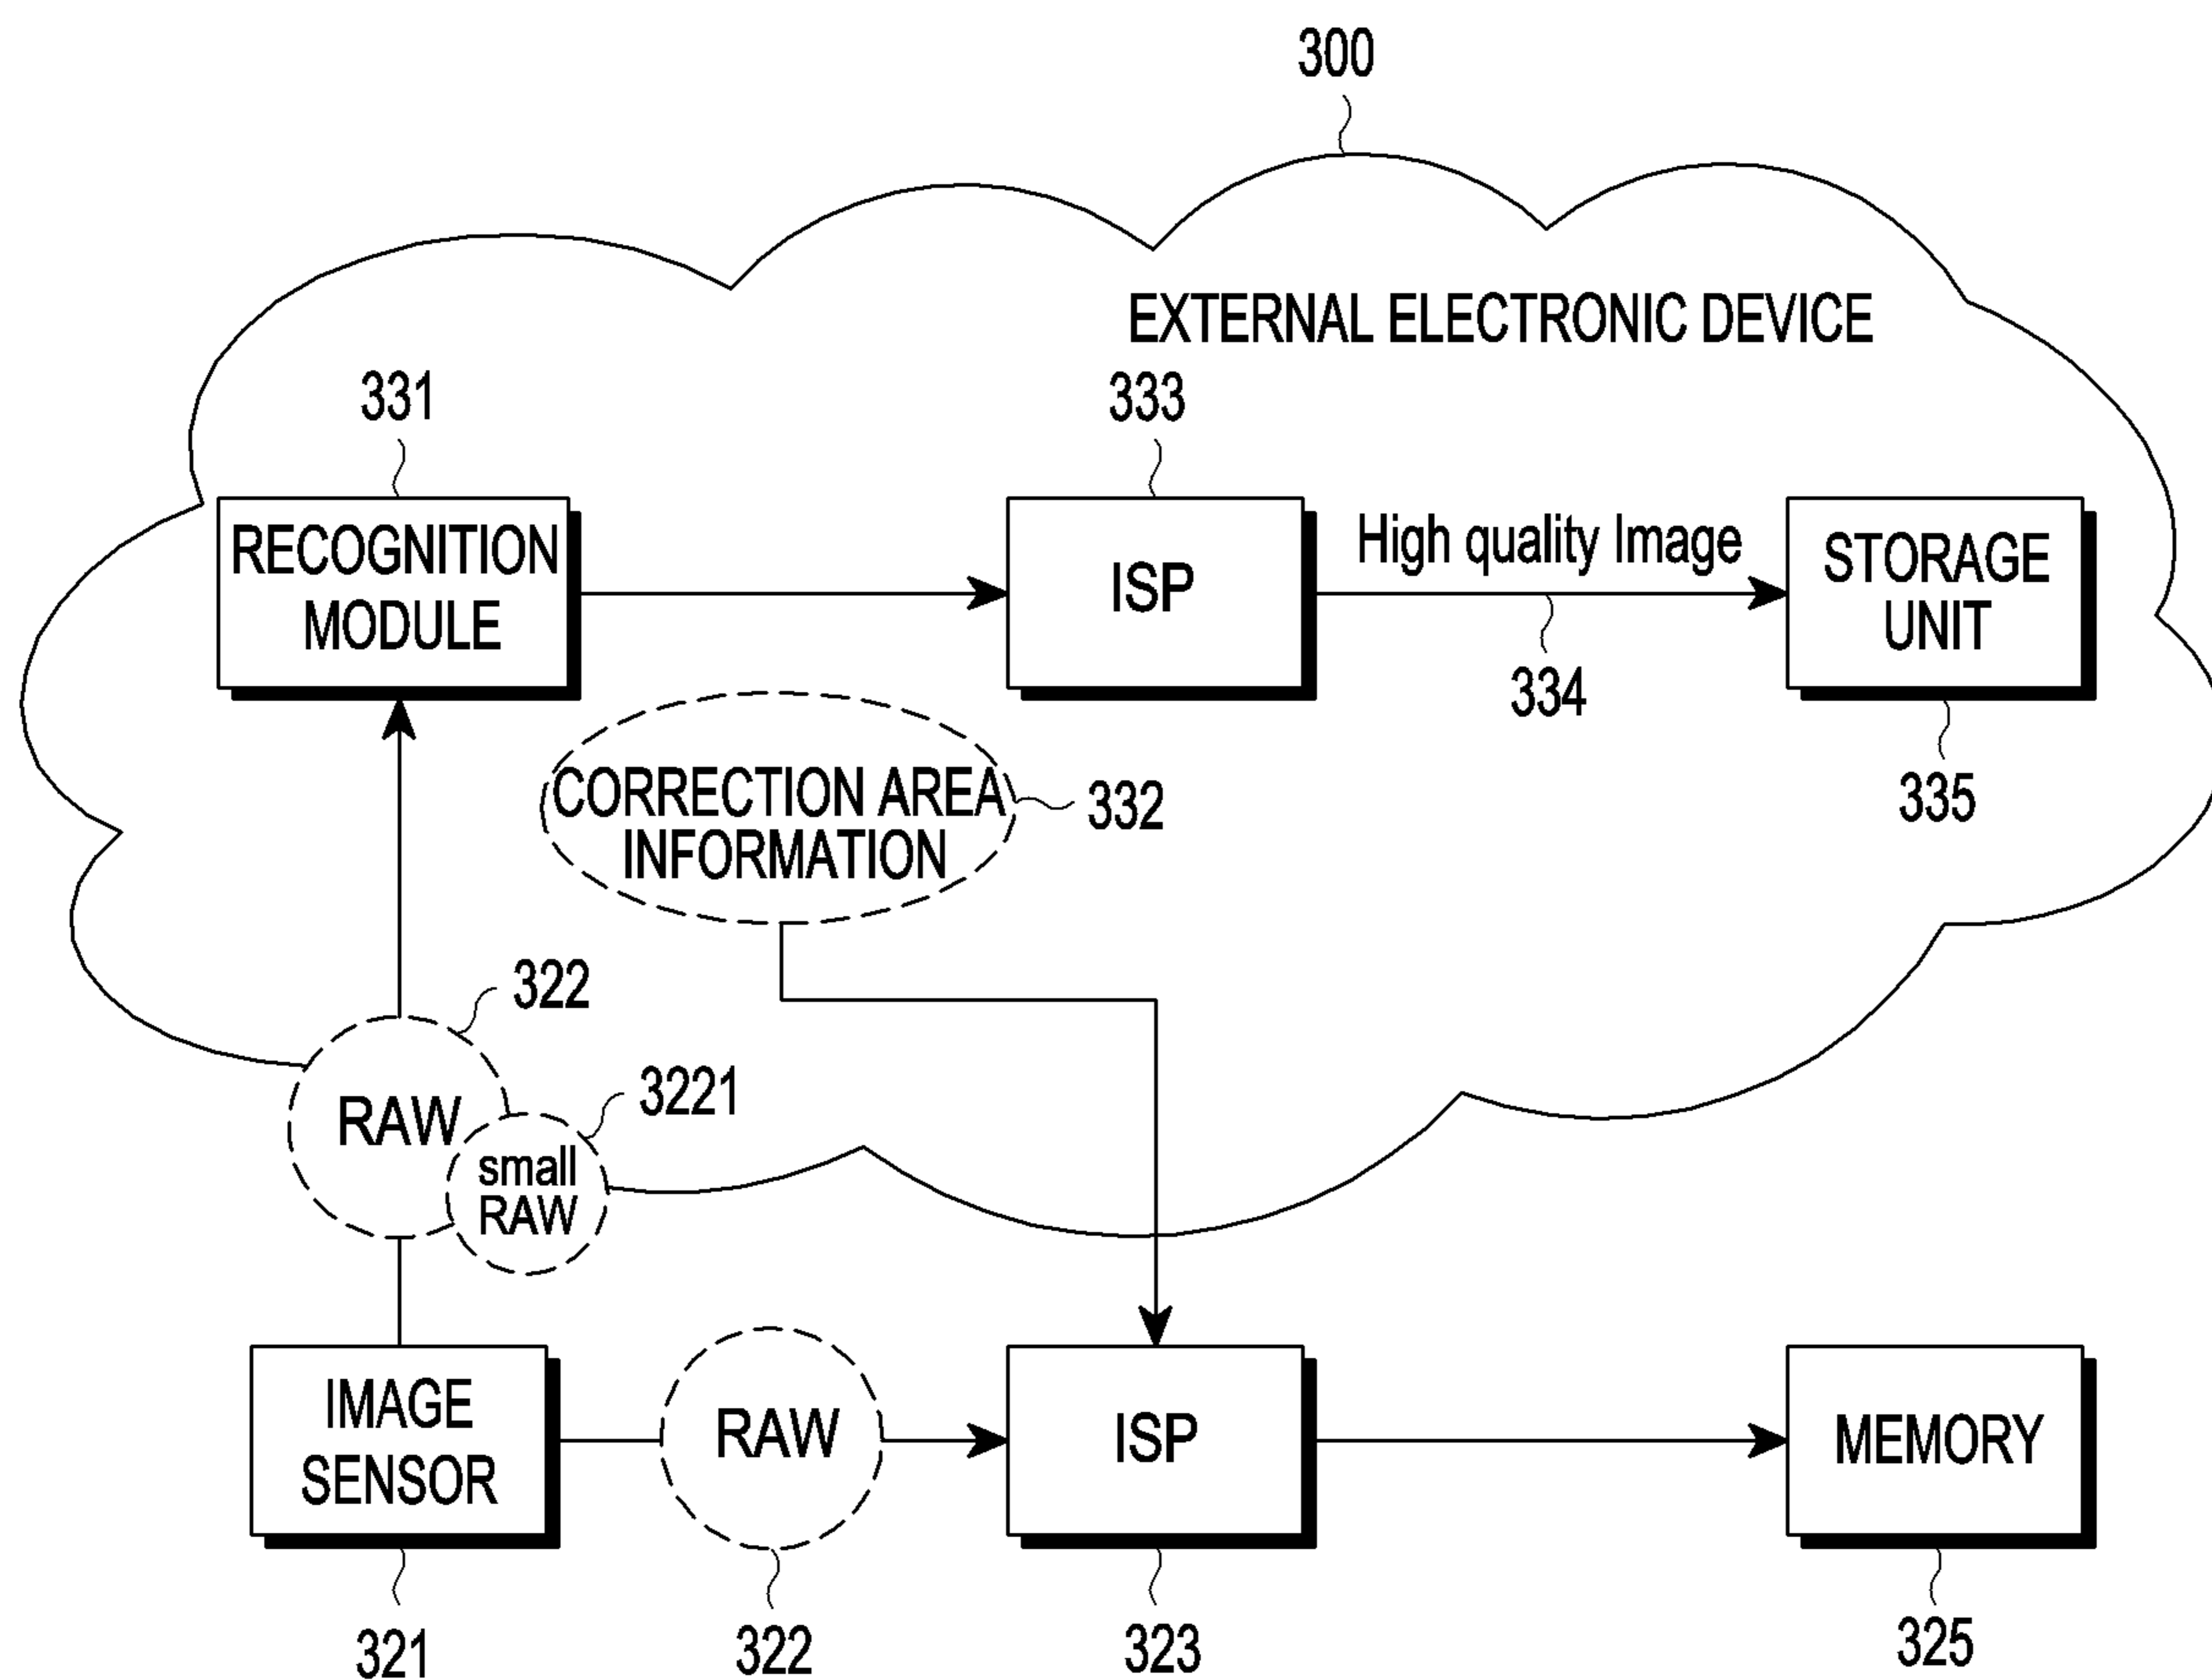 300
EXTERNAL ELECTRONIC DEVICE
331
333
RECOGNITION
MODULE
ISP
High quality Image
STORAGE
UNIT
334
335
CORRECTION AREA
INFORMATION
332
322
RAW
3221
small
RAW
IMAGE
SENSOR
RAW
ISP
MEMORY
321
322
323
325